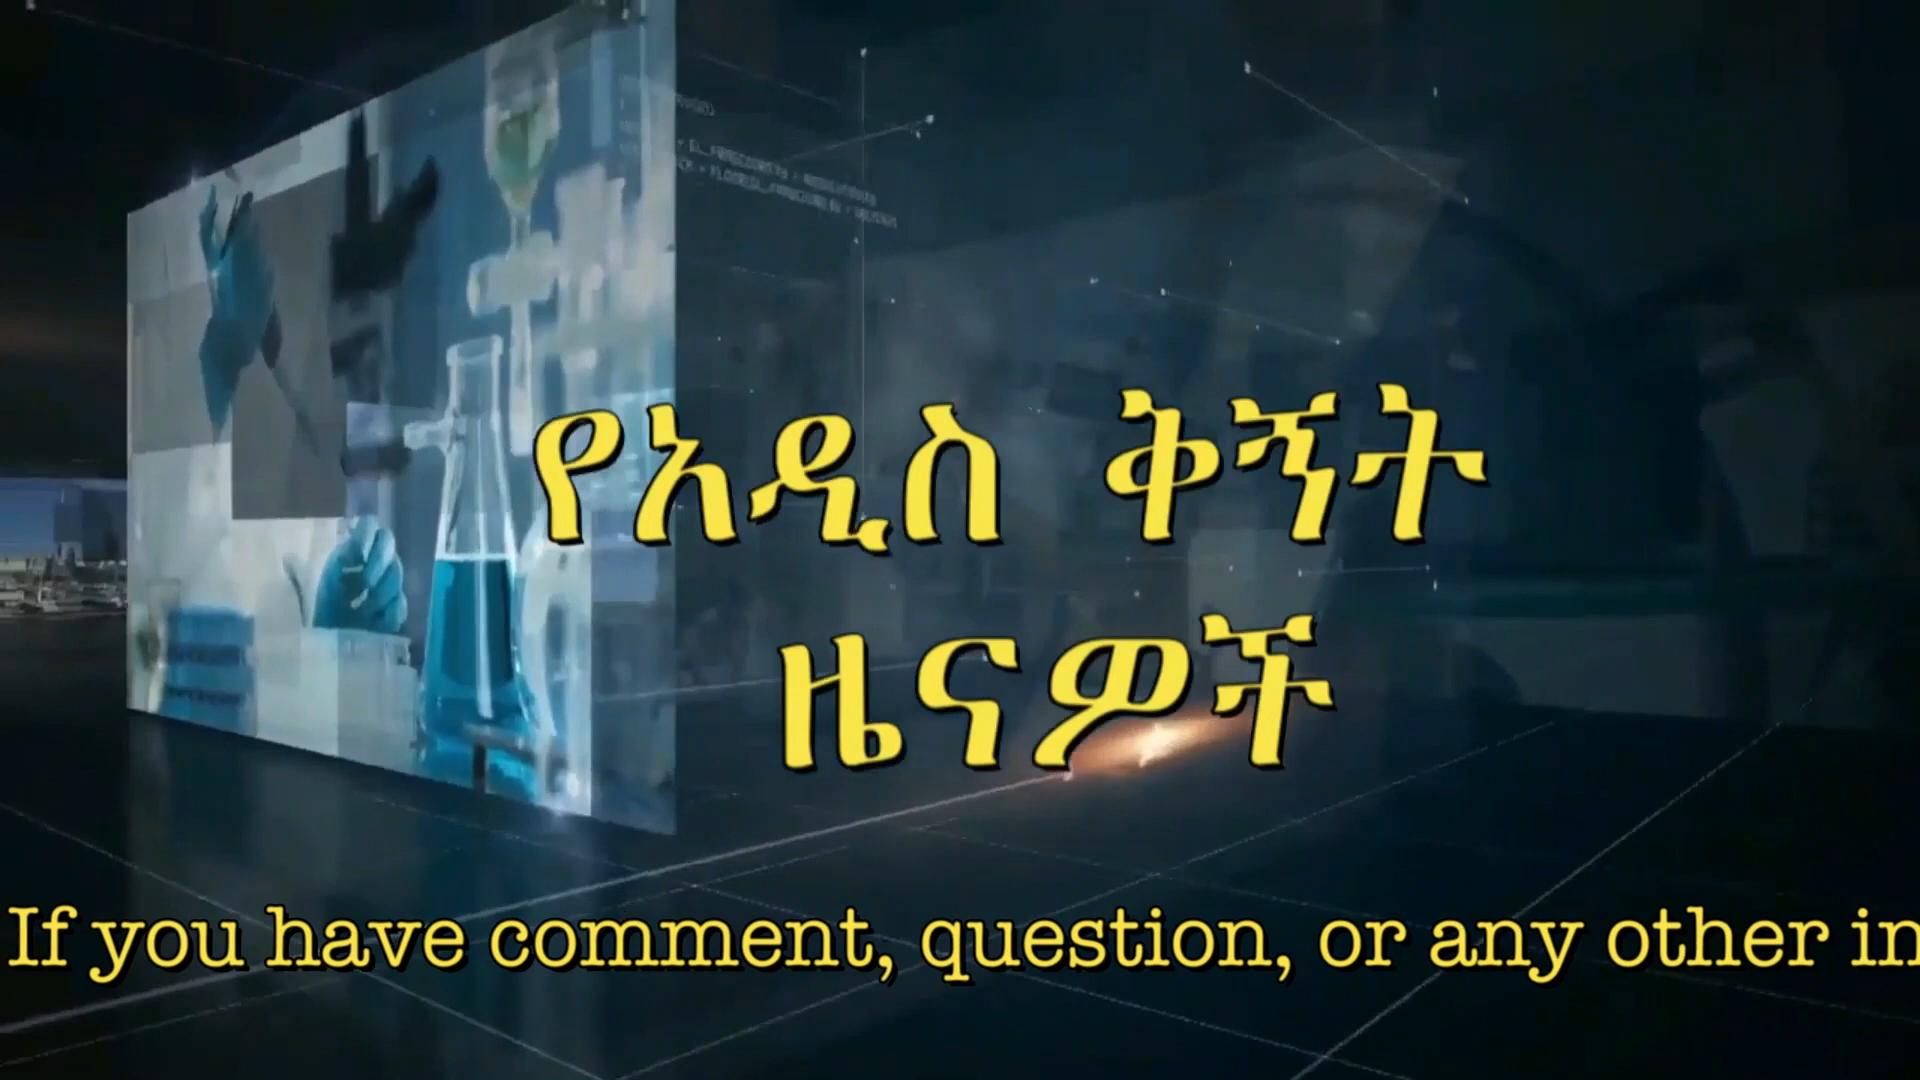 የአዲስ ቅኝት
ዜናዎች
If you have comment, question, or any other in